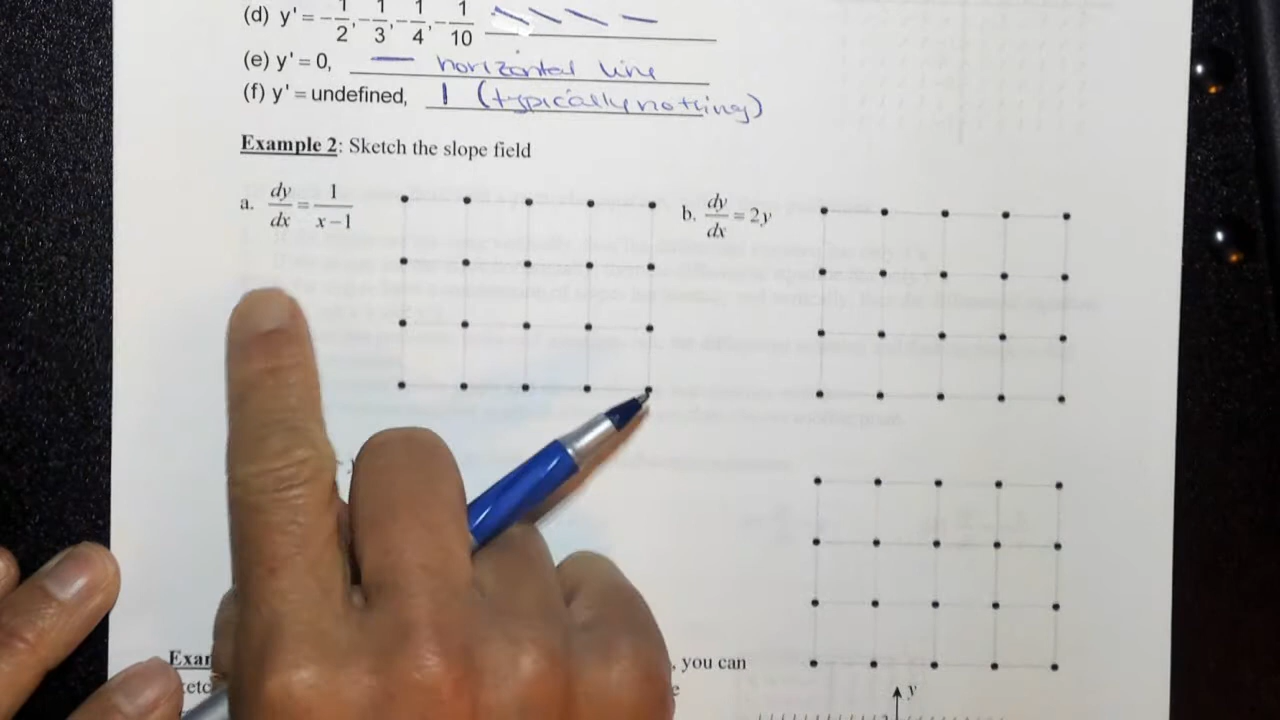 (d) y' = -1/2, -1/3, -1/4, -1/10
(e) y' = 0, — horizontal line
(f) y' = undefined, | (typically nothing)
Example 2: Sketch the slope field
a. dy/dx = 1/(x-1)
b. dy/dx = 2y
, you can
y